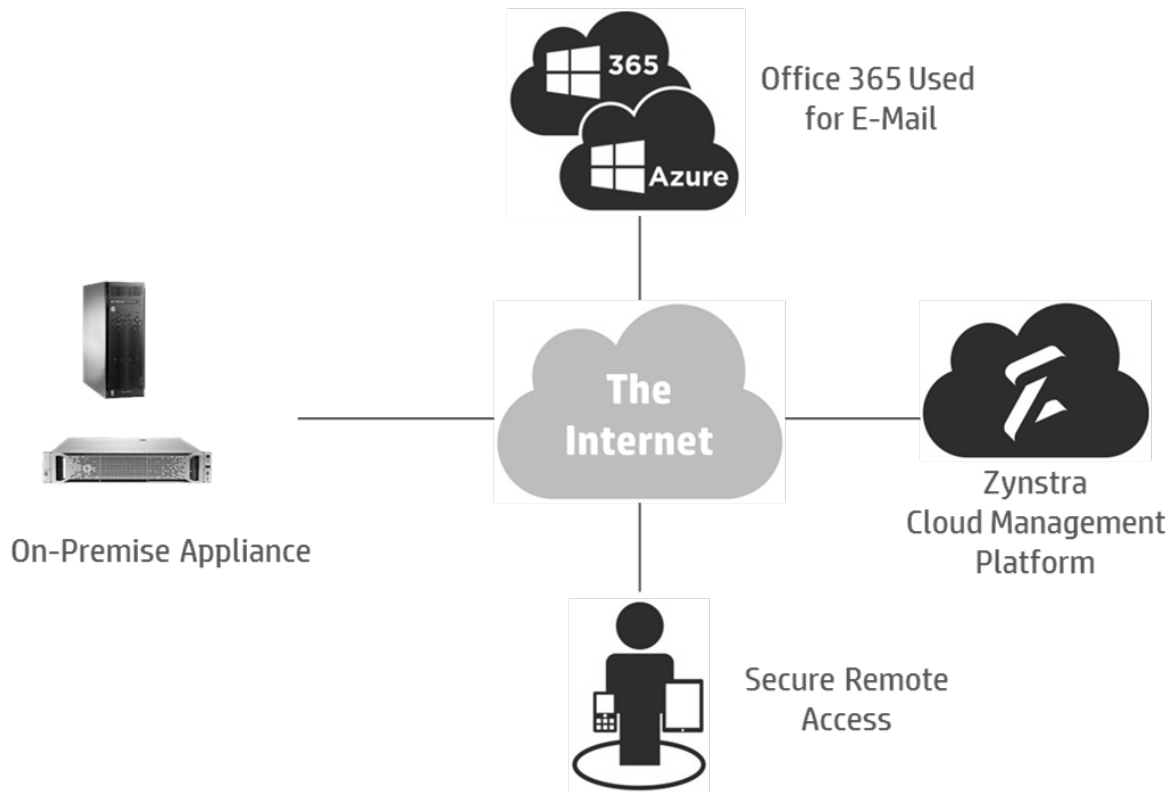 365
Azure
Office 365 Used
for E-Mail
The
Internet
Zynstra
Cloud Management
Platform
On-Premise Appliance
Secure Remote
Access